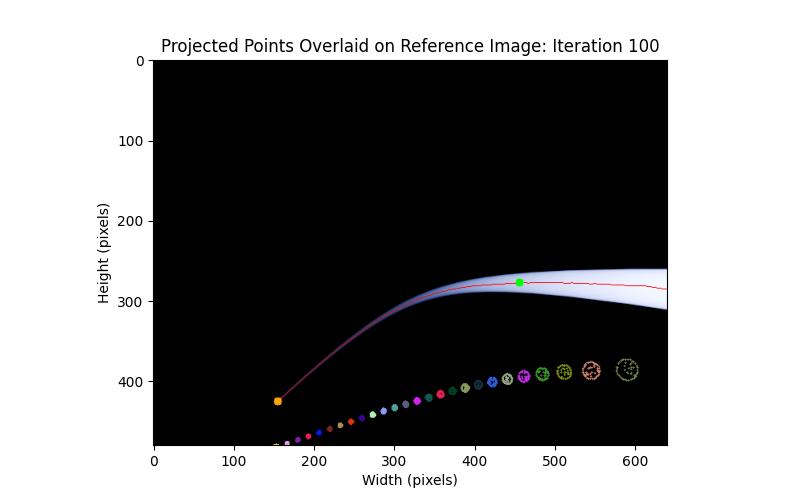 Projected Points Overlaid on Reference Image: Iteration 100
0
100
200
300
400
Height (pixels)
0 100 200 300 400 500 600
Width (pixels)